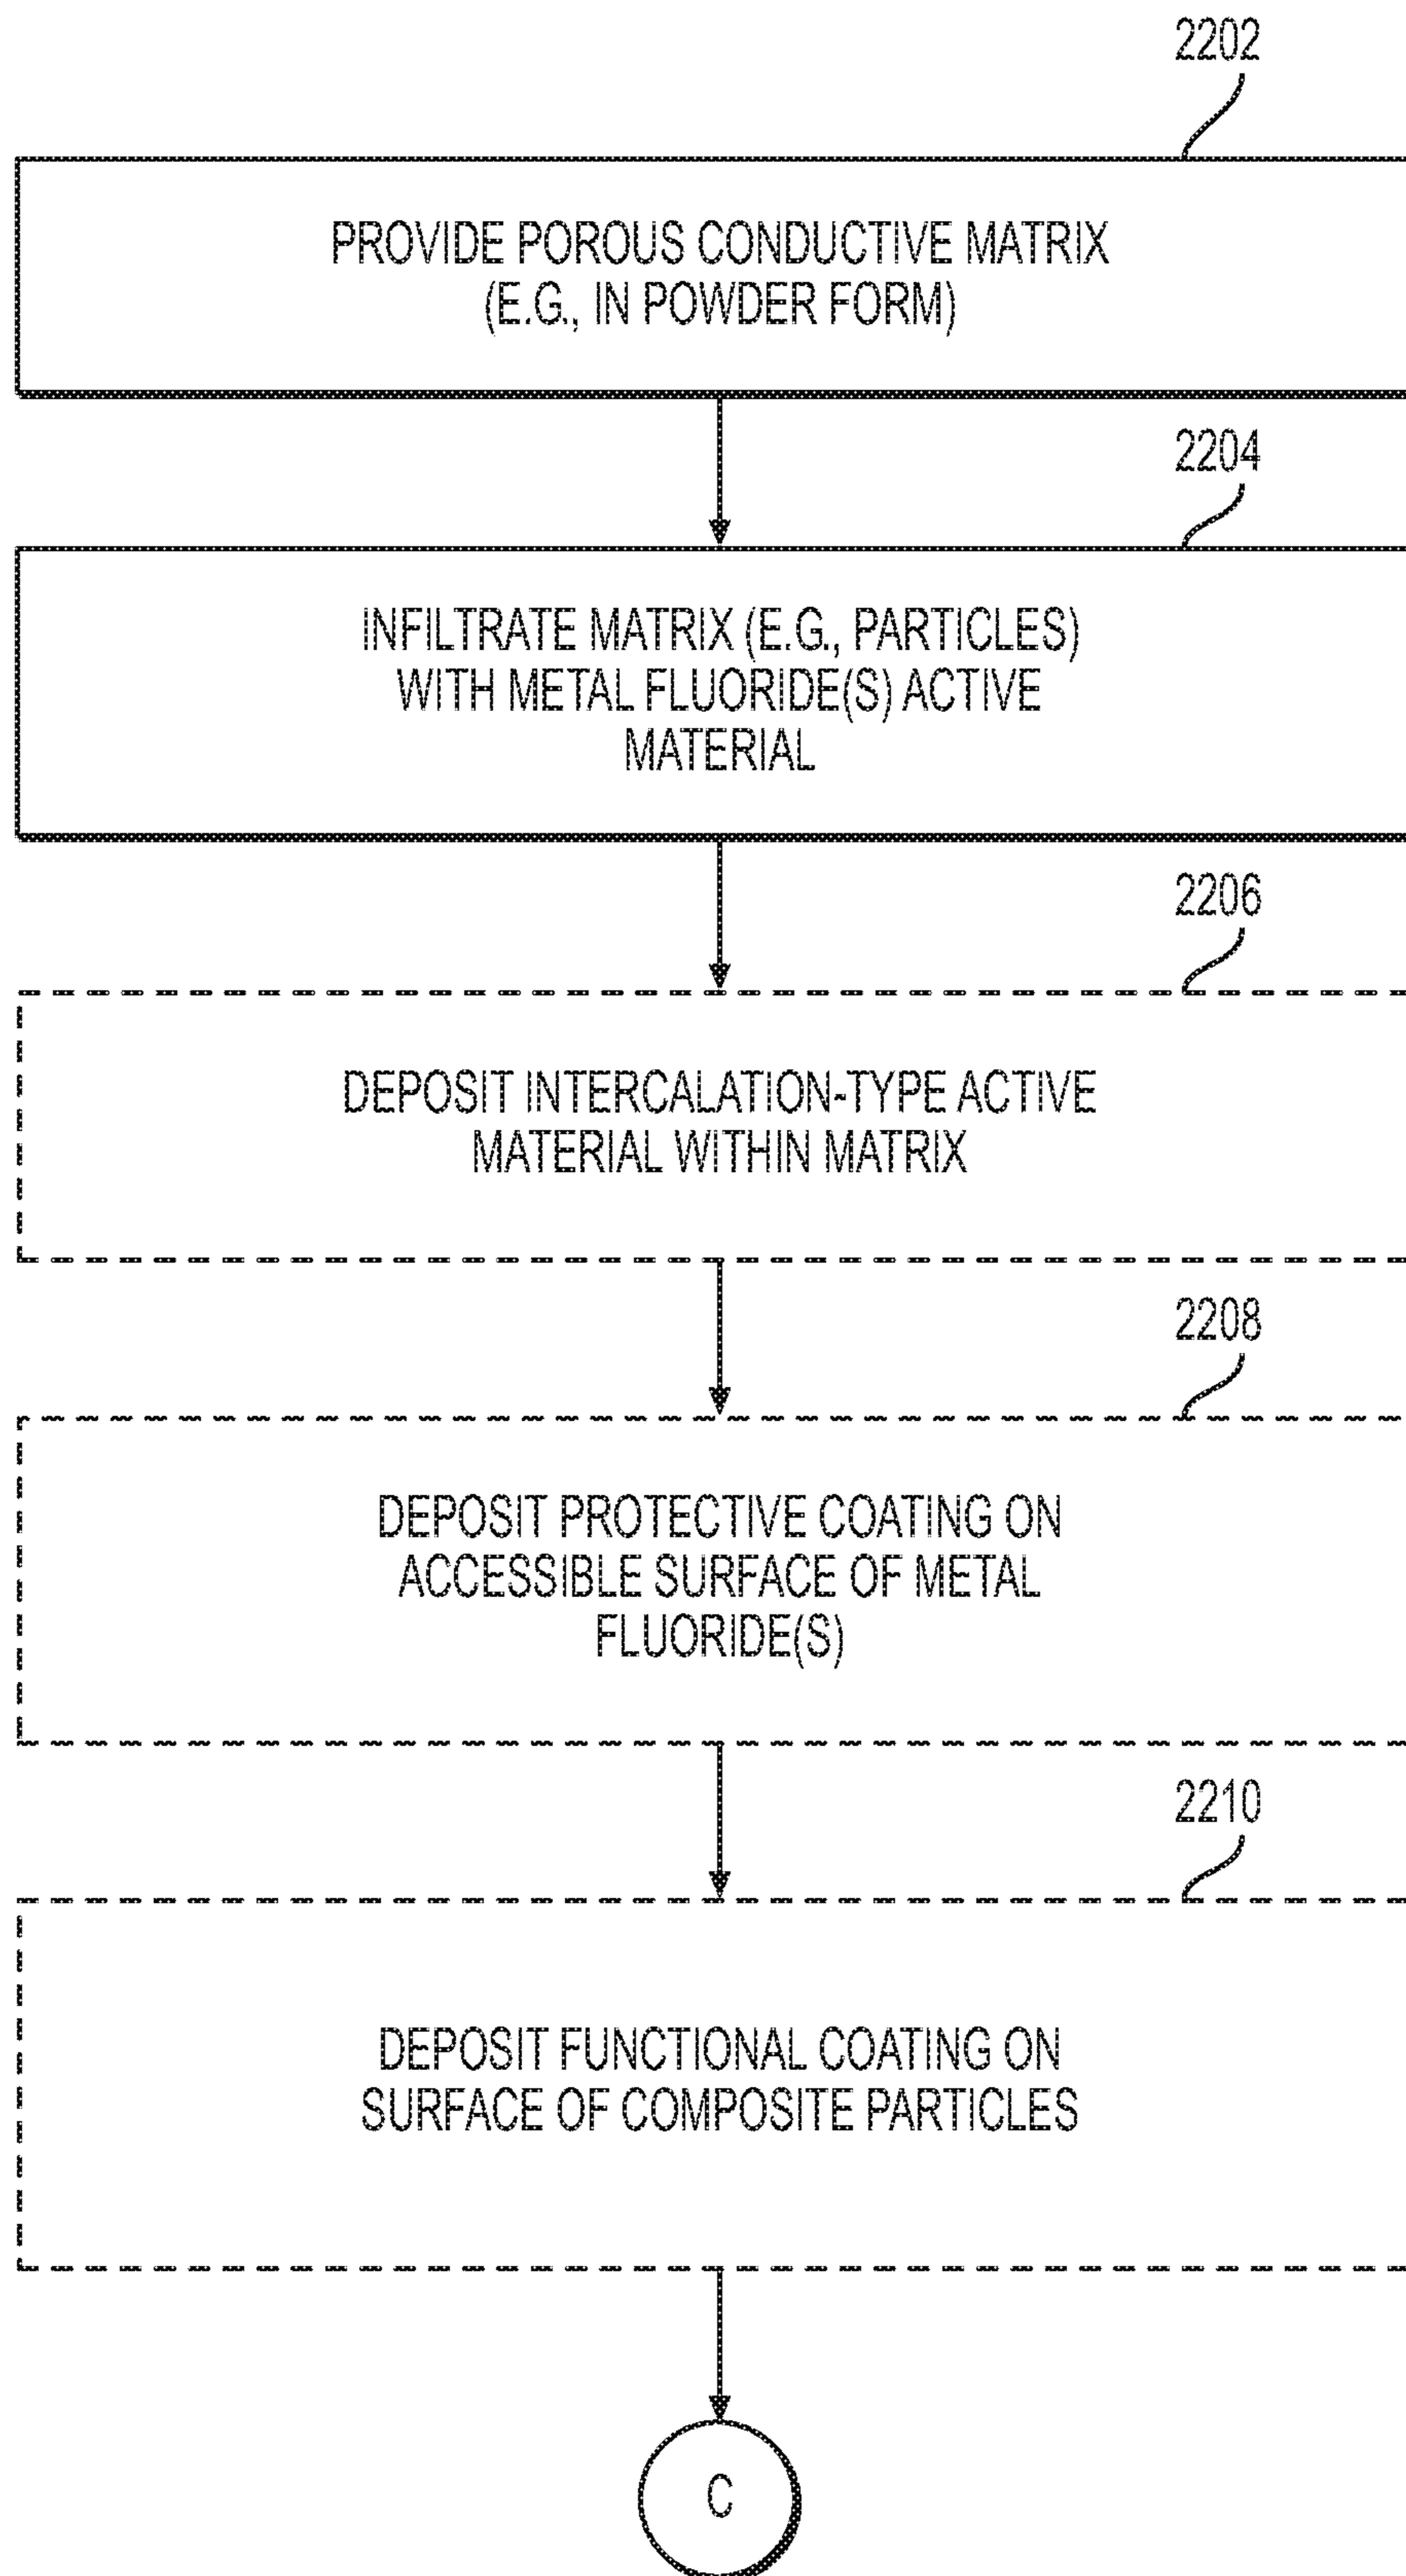 2202
PROVIDE POROUS CONDUCTIVE MATRIX
(E.G., IN POWDER FORM)
2204
INFILTRATE MATRIX (E.G., PARTICLES)
WITH METAL FLUORIDE(S) ACTIVE
MATERIAL
2206
DEPOSIT INTERCALATION-TYPE ACTIVE
MATERIAL WITHIN MATRIX
2208
DEPOSIT PROTECTIVE COATING ON
ACCESSIBLE SURFACE OF METAL
FLUORIDE(S)
2210
DEPOSIT FUNCTIONAL COATING ON
SURFACE OF COMPOSITE PARTICLES
C